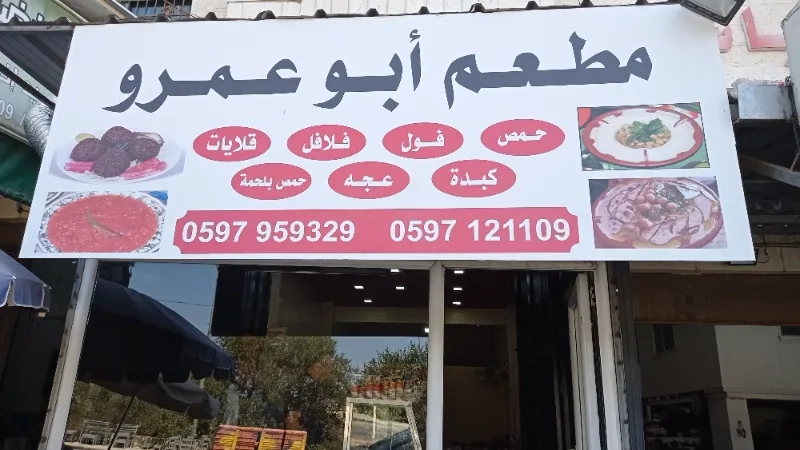 مطعم أبو عمرو
حمص فول فلافل قلايات
كبدة عجه حمص بلحمة
0597 959329 0597 121109